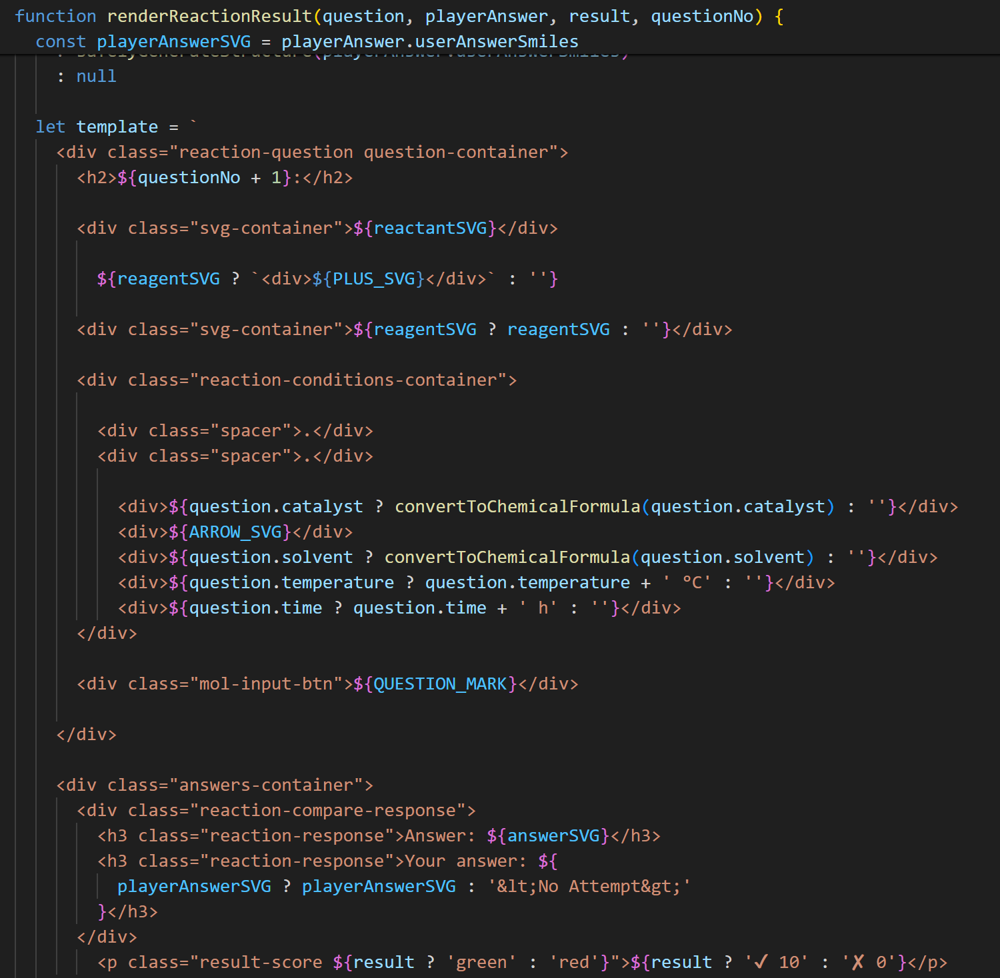 function renderReactionResult(question, playerAnswer, result, questionNo) {
const playerAnswerSVG = playerAnswer.userAnswerSmiles
: null
let template = `
<div class="reaction-question question-container">
<h2>${questionNo + 1}:</h2>
<div class="svg-container">${reactantSVG}</div>
${reagentSVG ? `<div>${PLUS_SVG}</div>` : ''}
<div class="svg-container">${reagentSVG ? reagentSVG : ''}</div>
<div class="reaction-conditions-container">
<div class="spacer">.</div>
<div class="spacer">.</div>
<div>${question.catalyst ? convertToChemicalFormula(question.catalyst) : ''}</div>
<div>${ARROW_SVG}</div>
<div>${question.solvent ? convertToChemicalFormula(question.solvent) : ''}</div>
<div>${question.temperature ? question.temperature + ' °C' : ''}</div>
<div>${question.time ? question.time + ' h' : ''}</div>
</div>
<div class="mol-input-btn">${QUESTION_MARK}</div>
</div>
<div class="answers-container">
<div class="reaction-compare-response">
<h3 class="reaction-response">Answer: ${answerSVG}</h3>
<h3 class="reaction-response">Your answer: ${
playerAnswerSVG ? playerAnswerSVG : '&lt;No Attempt&gt;'
}</h3>
</div>
<p class="result-score ${result ? 'green' : 'red'}">${result ? '✓ 10' : '✗ 0'}</p>